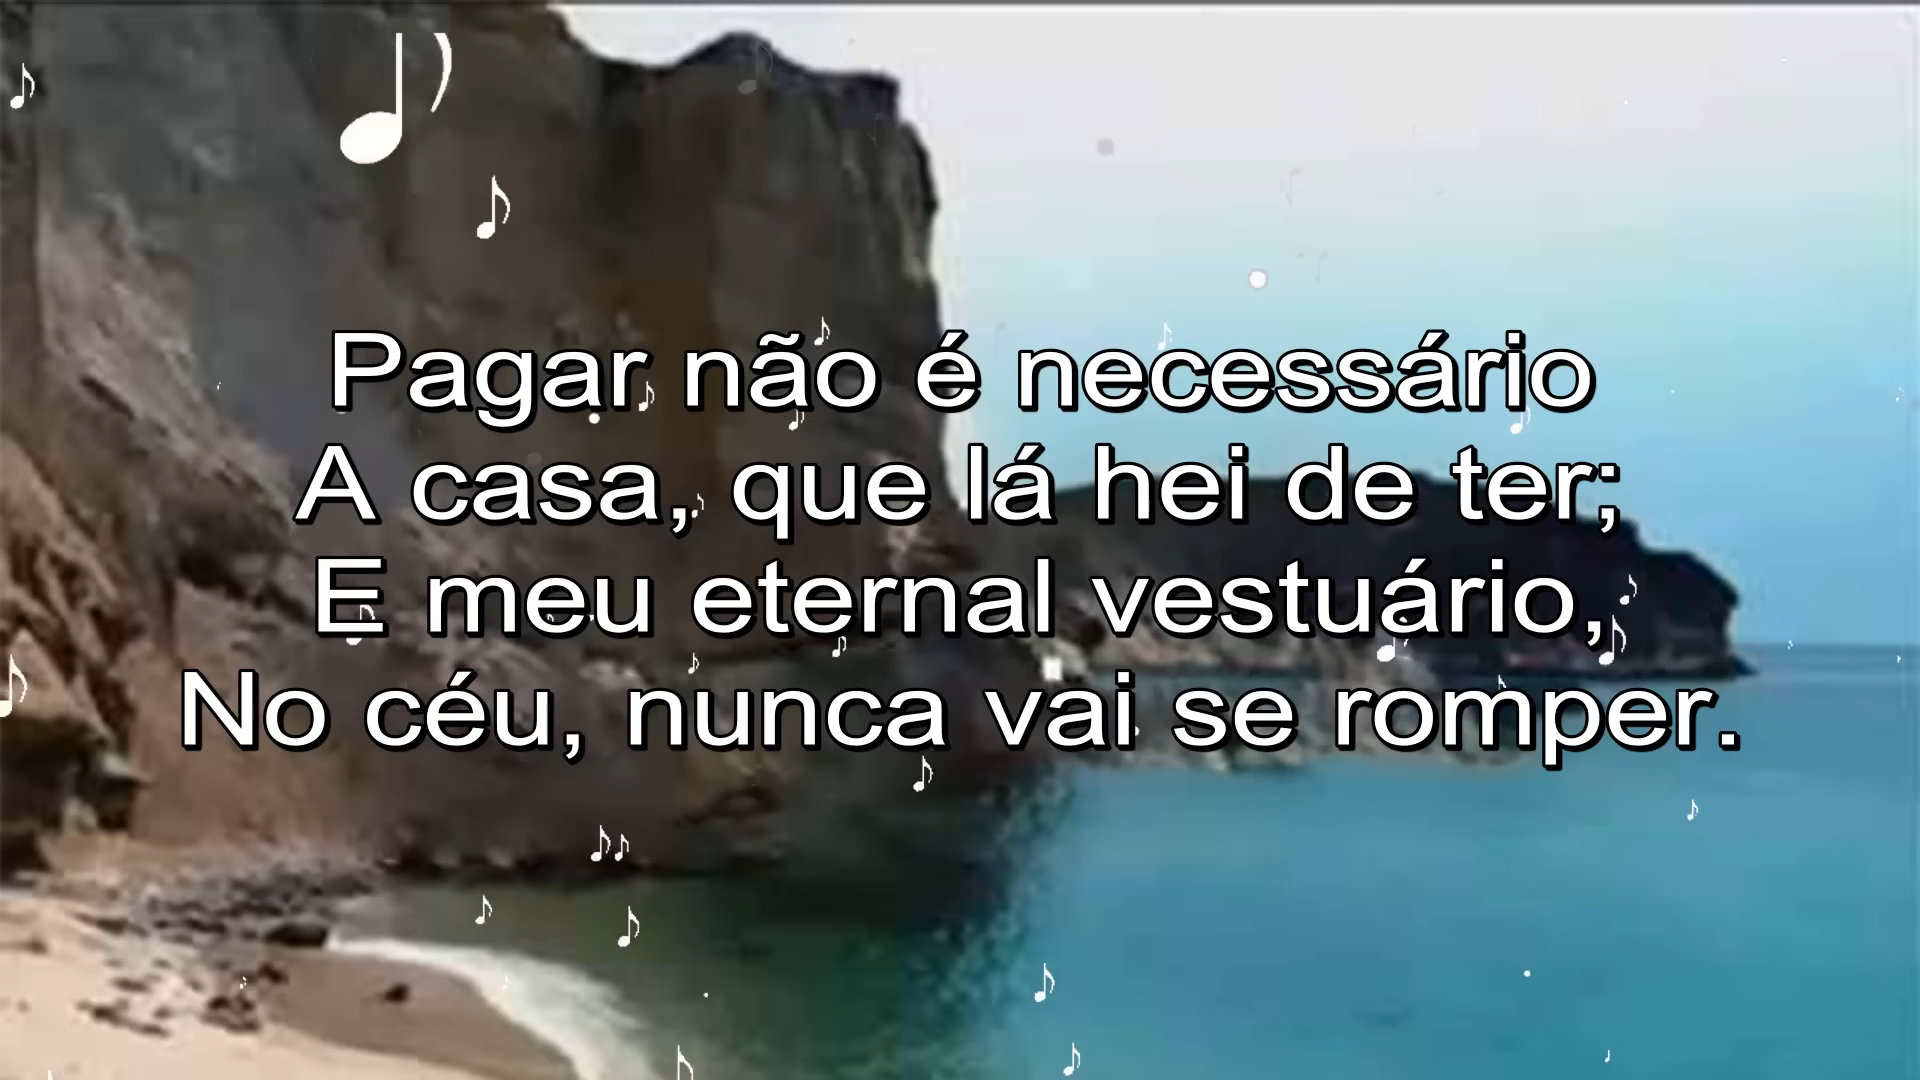 Pagar não é necessário
A casa, que lá hei de ter;
E meu eternal vestuário,
No céu, nunca vai se romper.